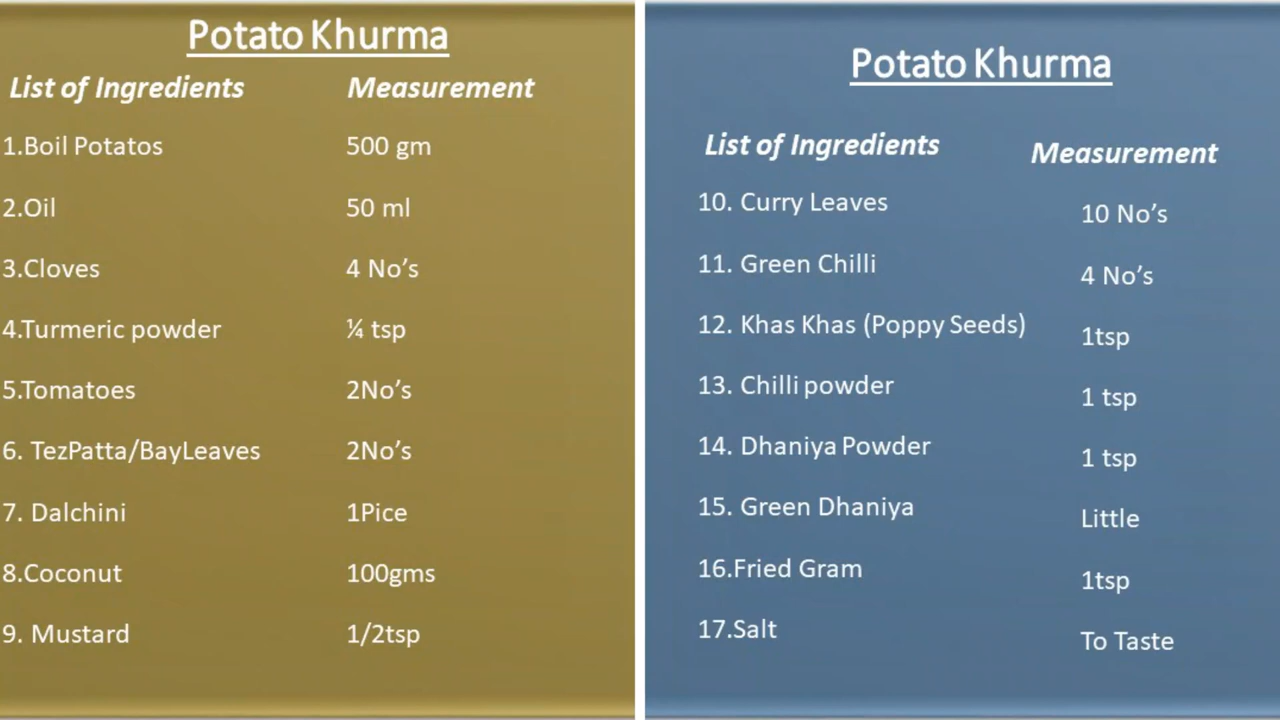 Potato Khurma
List of Ingredients Measurement
1.Boil Potatos 500 gm
2.Oil 50 ml
3.Cloves 4 No's
4.Turmeric powder ¼ tsp
5.Tomatoes 2No's
6. TezPatta/BayLeaves 2No's
7. Dalchini 1Pice
8.Coconut 100gms
9. Mustard 1/2tsp
Potato Khurma
List of Ingredients Measurement
10. Curry Leaves 10 No's
11. Green Chilli 4 No's
12. Khas Khas (Poppy Seeds) 1tsp
13. Chilli powder 1 tsp
14. Dhaniya Powder 1 tsp
15. Green Dhaniya Little
16.Fried Gram 1tsp
17.Salt To Taste